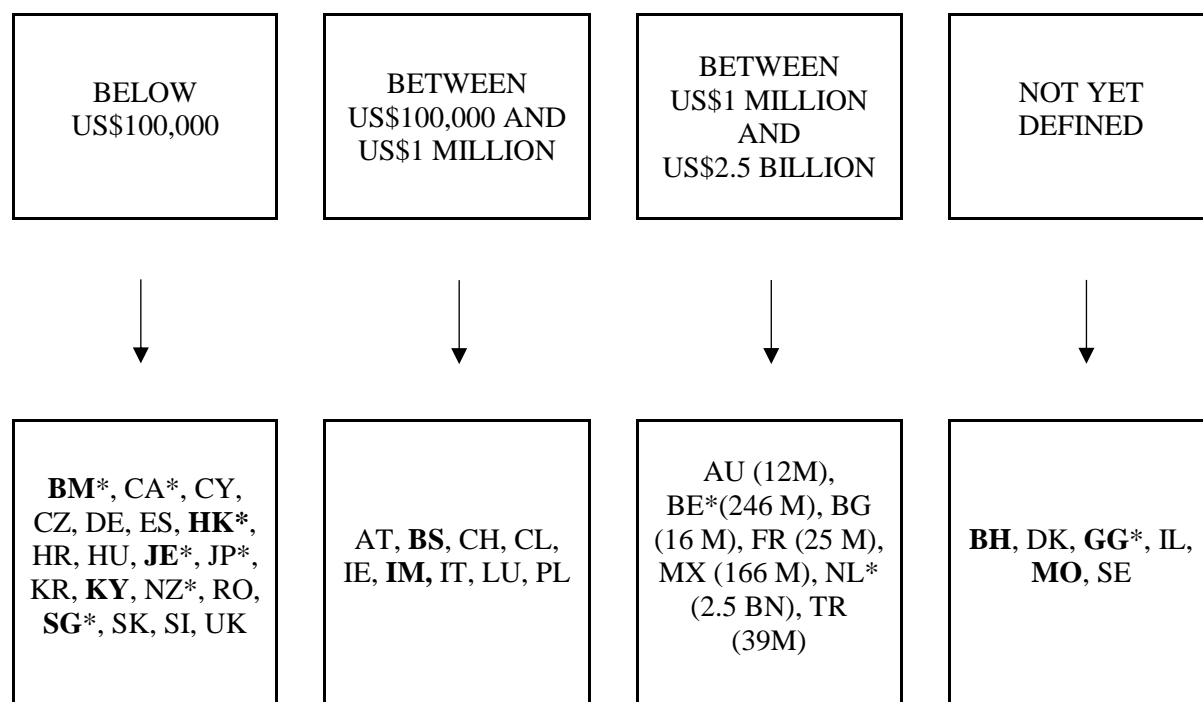 BELOW
US$100,000
BETWEEN
US$100,000 AND
US$1 MILLION
BETWEEN
US$1 MILLION
AND
US$2.5 BILLION
NOT YET
DEFINED
BM*, CA*, CY,
CZ, DE, ES, HK*,
HR, HU, JE*, JP*,
KR, KY, NZ*, RO,
SG*, SK, SI, UK
AT, BS, CH, CL,
IE, IM, IT, LU, PL
AU (12M),
BE*(246 M), BG
(16 M), FR (25 M),
MX (166 M), NL*
(2.5 BN), TR
(39M)
BH, DK, GG*, IL,
MO, SE